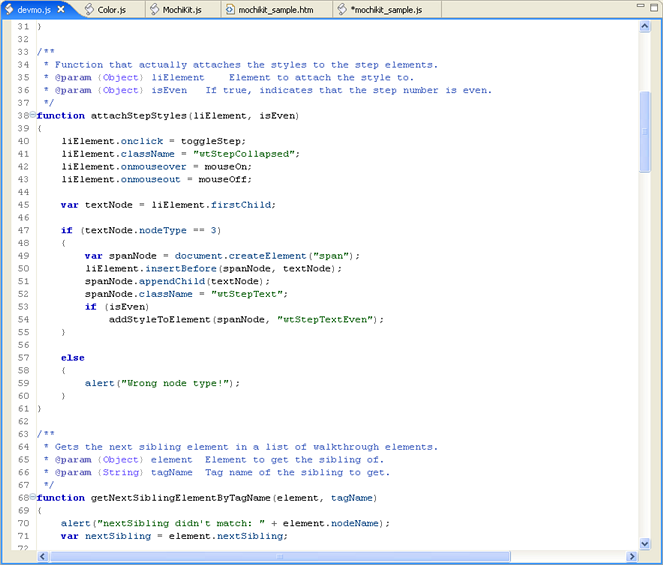 devmo.js Color.js MochiKit.js mochikit_sample.htm *mochikit_sample.js
31 }
32
33 /**
34 * Function that actually attaches the styles to the step elements.
35 * @param (Object) liElement Element to attach the style to.
36 * @param (Object) isEven If true, indicates that the step number is even.
37 */
38 function attachStepStyles(liElement, isEven)
39 {
40 liElement.onclick = toggleStep;
41 liElement.className = "wtStepCollapsed";
42 liElement.onmouseover = mouseOn;
43 liElement.onmouseout = mouseOff;
44
45 var textNode = liElement.firstChild;
46
47 if (textNode.nodeType == 3)
48 {
49 var spanNode = document.createElement("span");
50 liElement.insertBefore(spanNode, textNode);
51 spanNode.appendChild(textNode);
52 spanNode.className = "wtStepText";
53 if (isEven)
54 addStyleToElement(spanNode, "wtStepTextEven");
55 }
56
57 else
58 {
59 alert("Wrong node type!");
60 }
61 }
62
63 /**
64 * Gets the next sibling element in a list of walkthrough elements.
65 * @param (Object) element Element to get the sibling of.
66 * @param (String) tagName Tag name of the sibling to get.
67 */
68 function getNextSiblingElementByTagName(element, tagName)
69 {
70 alert("nextSibling didn't match: " + element.nodeName);
71 var nextSibling = element.nextSibling;
72